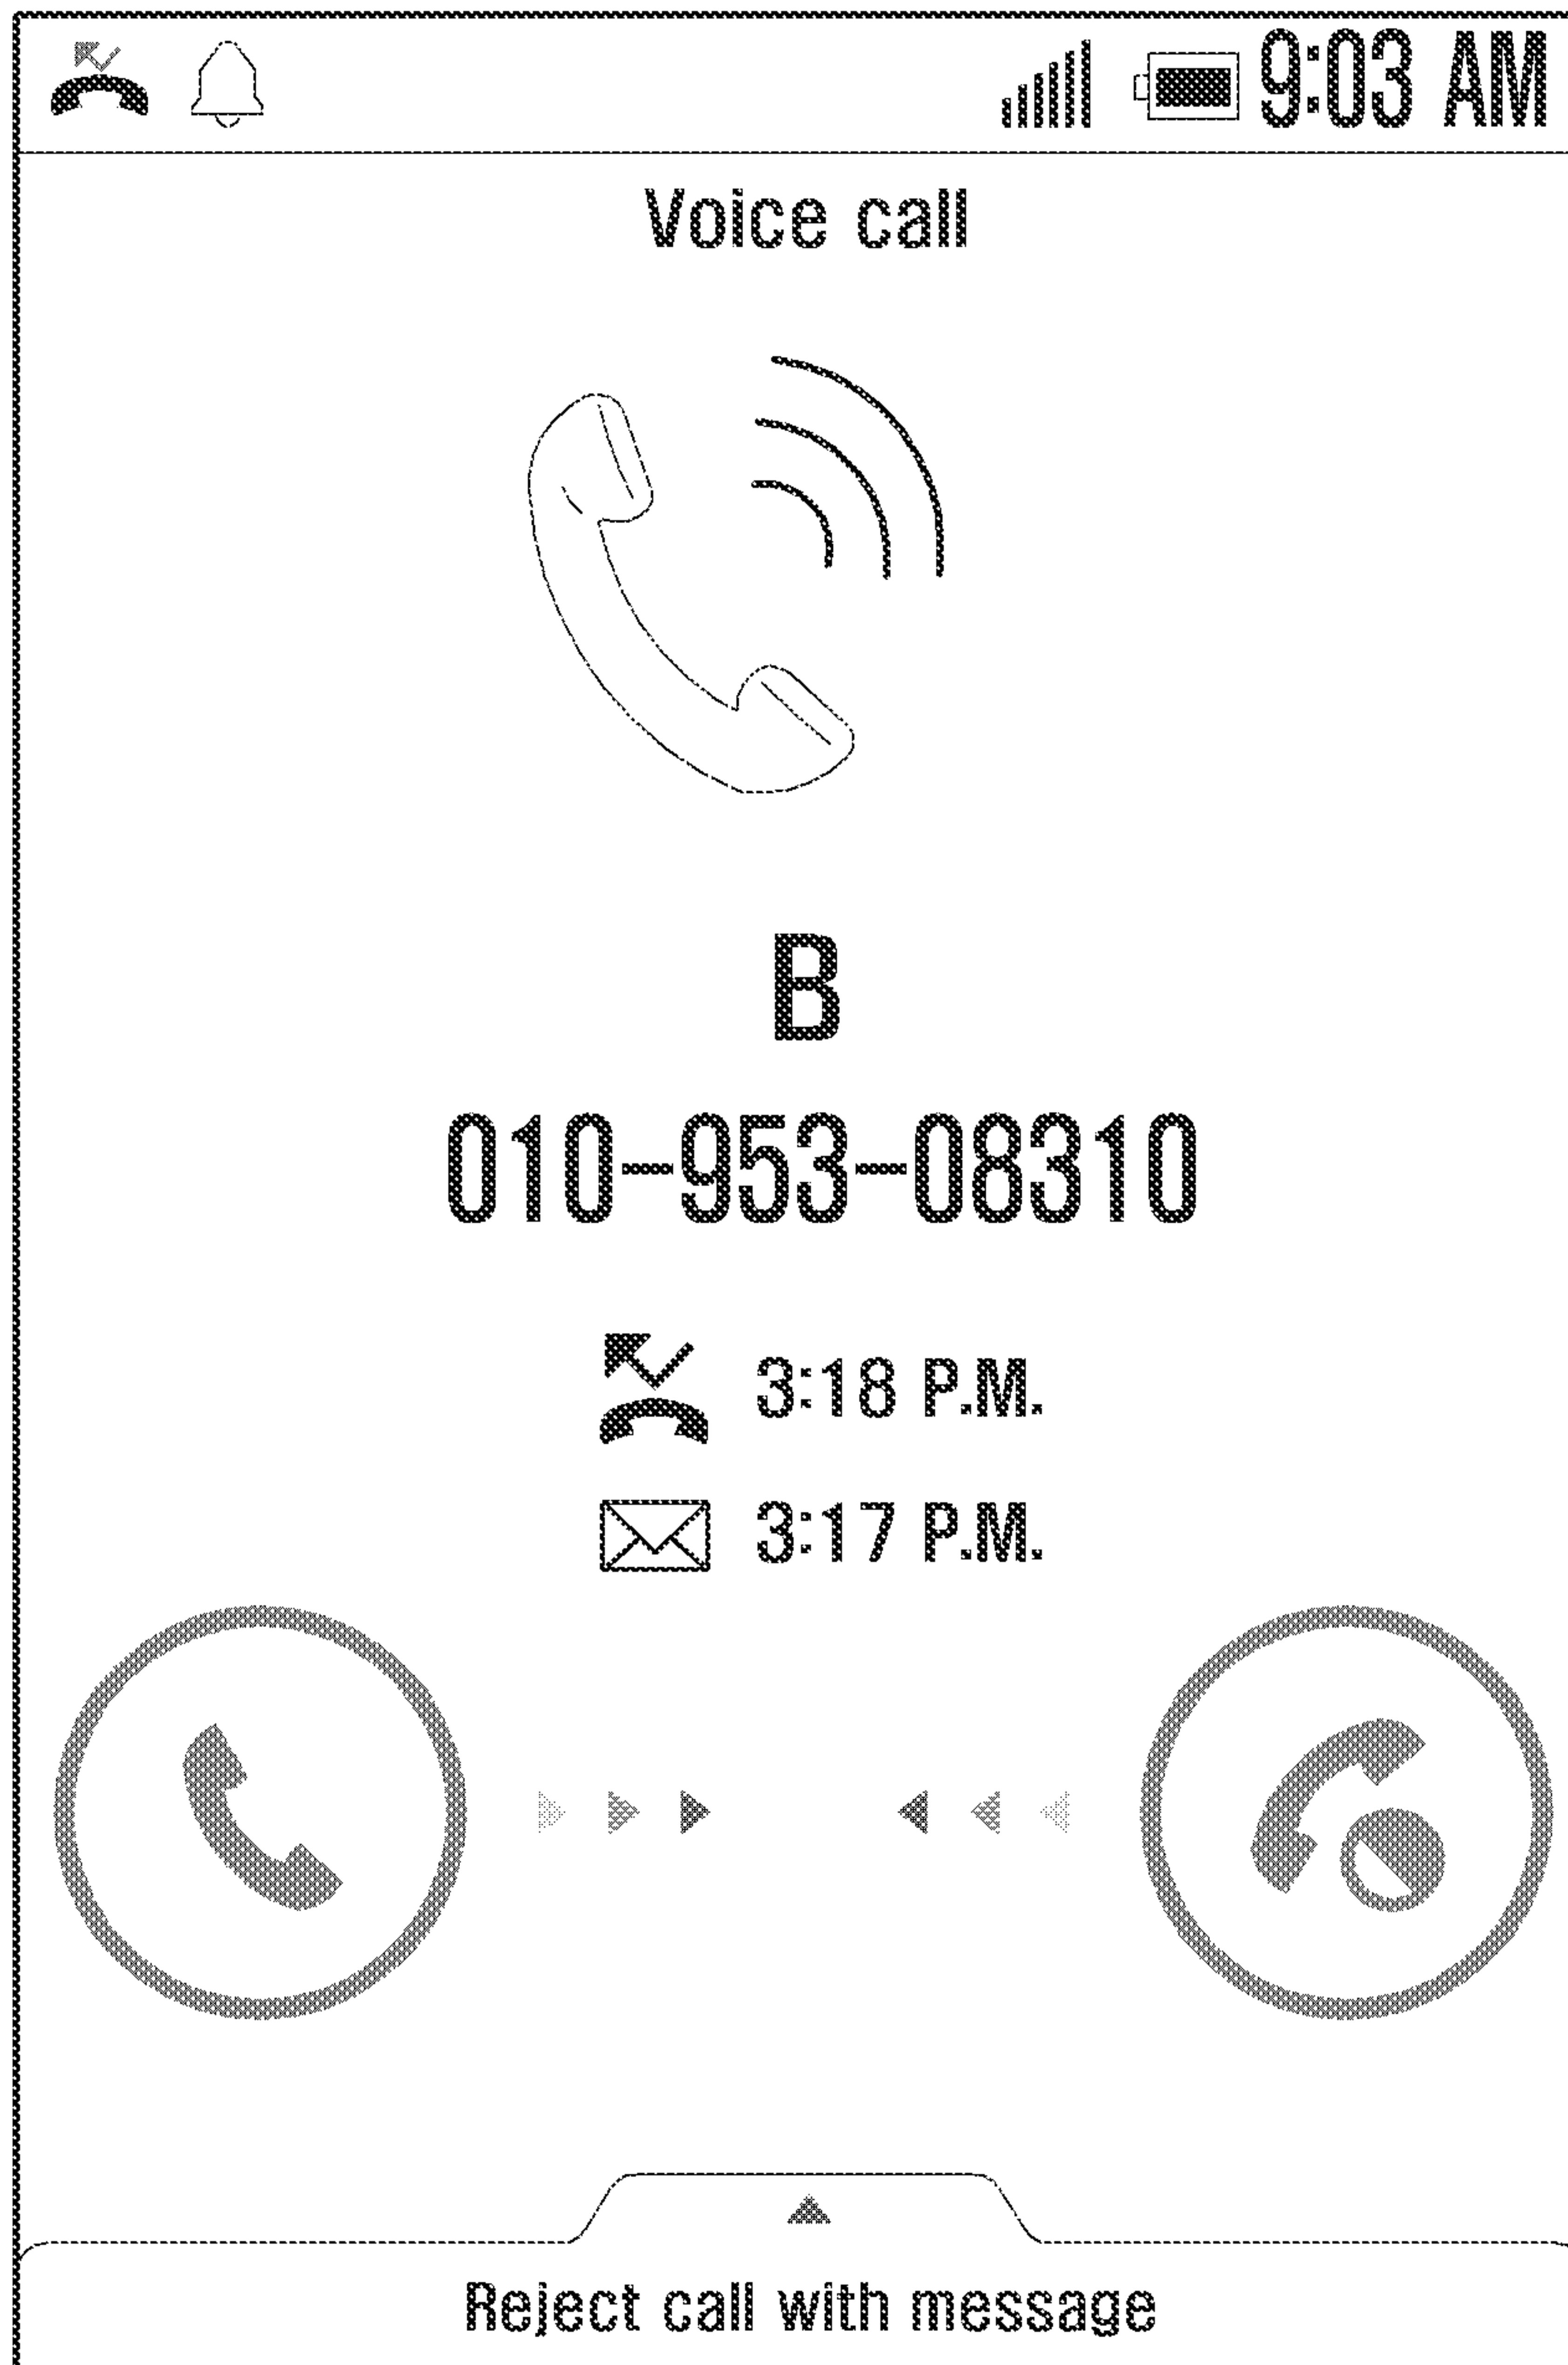 9:03 AM
Voice call
B
010-953-08310
3:18 P.M.
3:17 P.M.
Reject call with message